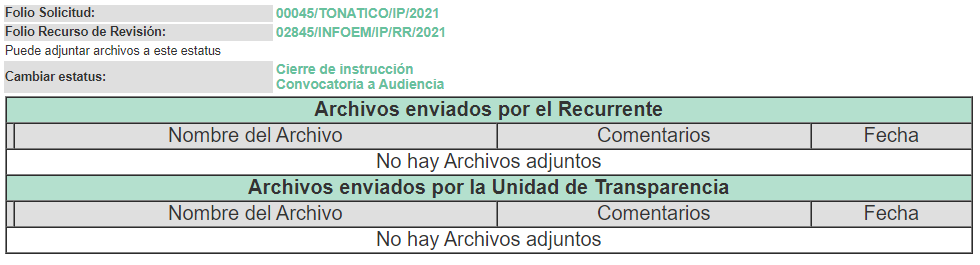 Folio Solicitud: 00045/TONATICO/IP/2021
Folio Recurso de Revisión: 02845/INFOEM/IP/RR/2021
Puede adjuntar archivos a este estatus
Cambiar estatus: Cierre de instrucción
Convocatoria a Audiencia
Archivos enviados por el Recurrente
Nombre del Archivo Comentarios Fecha
No hay Archivos adjuntos
Archivos enviados por la Unidad de Transparencia
Nombre del Archivo Comentarios Fecha
No hay Archivos adjuntos